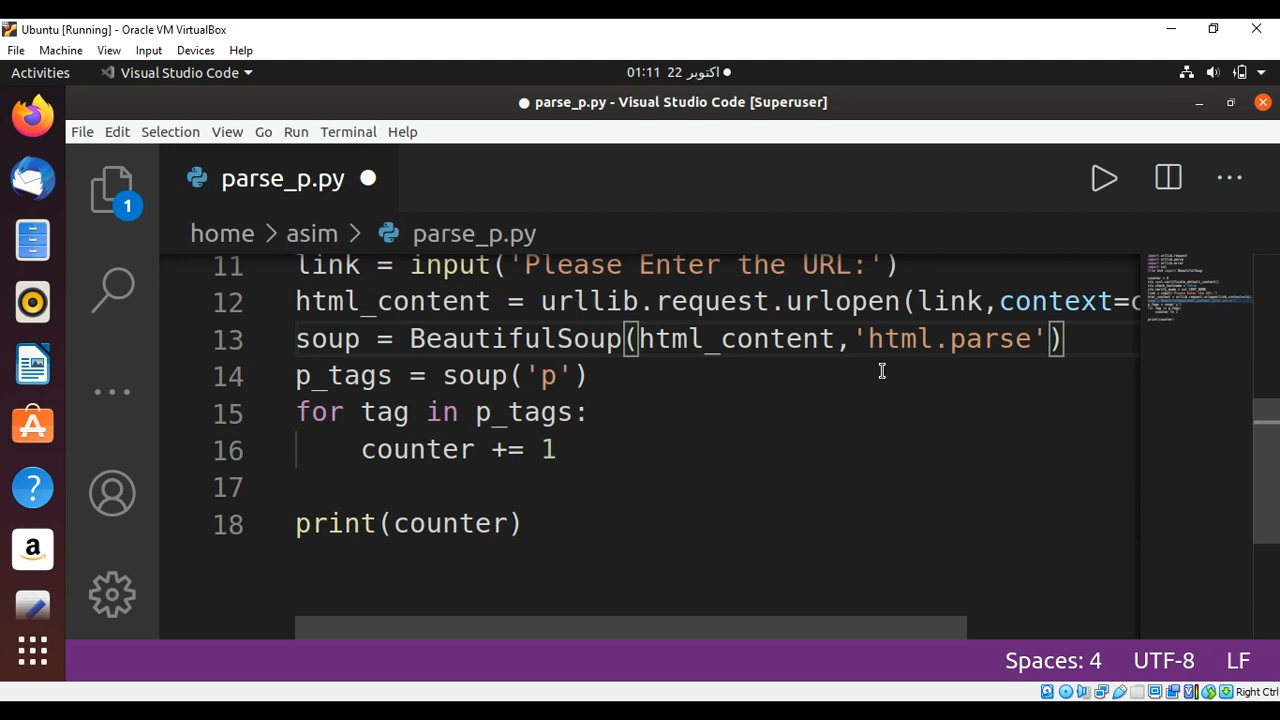 Ubuntu [Running] - Oracle VM VirtualBox
File Machine View Input Devices Help
Activities Visual Studio Code 01:11 22 اکتوبر
parse_p.py - Visual Studio Code [Superuser]
File Edit Selection View Go Run Terminal Help
parse_p.py
1
home > asim > parse_p.py
11 link = input('Please Enter the URL:')
12 html_content = urllib.request.urlopen(link,context=c
13 soup = BeautifulSoup(html_content,'html.parse')
14 p_tags = soup('p')
15 for tag in p_tags:
16 counter += 1
17
18 print(counter)
a
?
Spaces: 4 UTF-8 LF
Right Ctrl